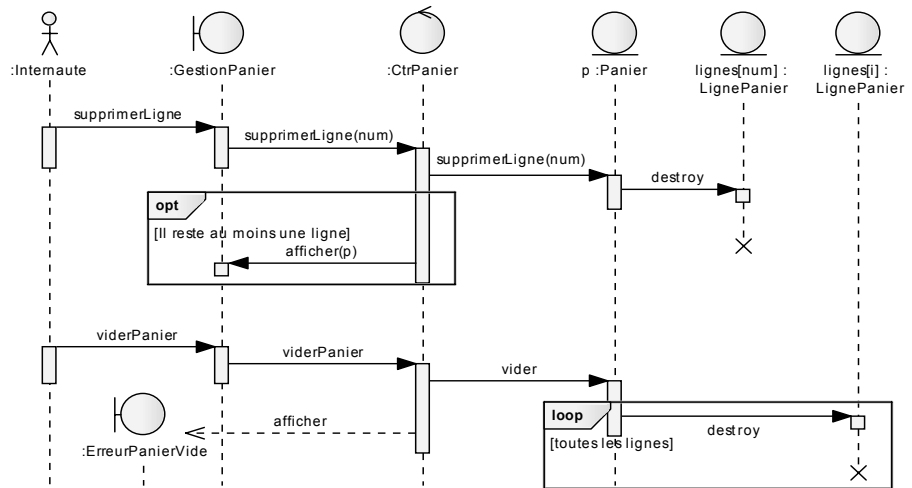 :Internaute
:GestionPanier
:CtrPanier
p :Panier
lignes[num] :
LignePanier
lignes[i] :
LignePanier
supprimerLigne
supprimerLigne(num)
supprimerLigne(num)
destroy
opt
[Il reste au moins une ligne]
afficher(p)
viderPanier
viderPanier
vider
afficher
:ErreurPanierVide
loop
[toutes les lignes]
destroy